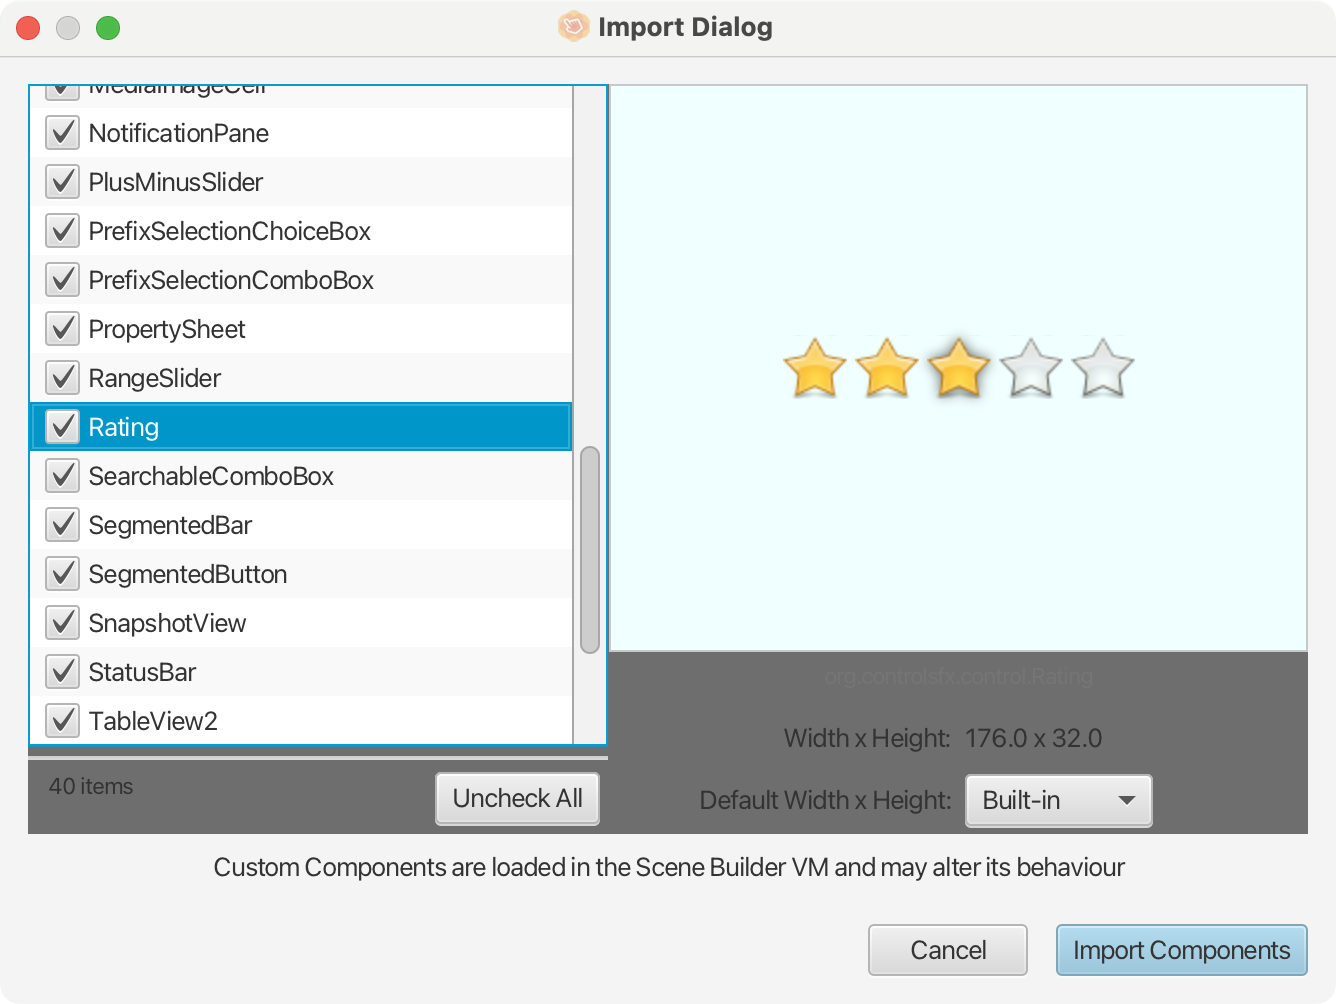 Import Dialog
MediaImageCell
NotificationPane
PlusMinusSlider
PrefixSelectionChoiceBox
PrefixSelectionComboBox
PropertySheet
RangeSlider
Rating
SearchableComboBox
SegmentedBar
SegmentedButton
SnapshotView
StatusBar
TableView2
40 items
Uncheck All
org.controlsfx.control.Rating
Width x Height: 176.0 x 32.0
Default Width x Height: Built-in
Custom Components are loaded in the Scene Builder VM and may alter its behaviour
Cancel
Import Components